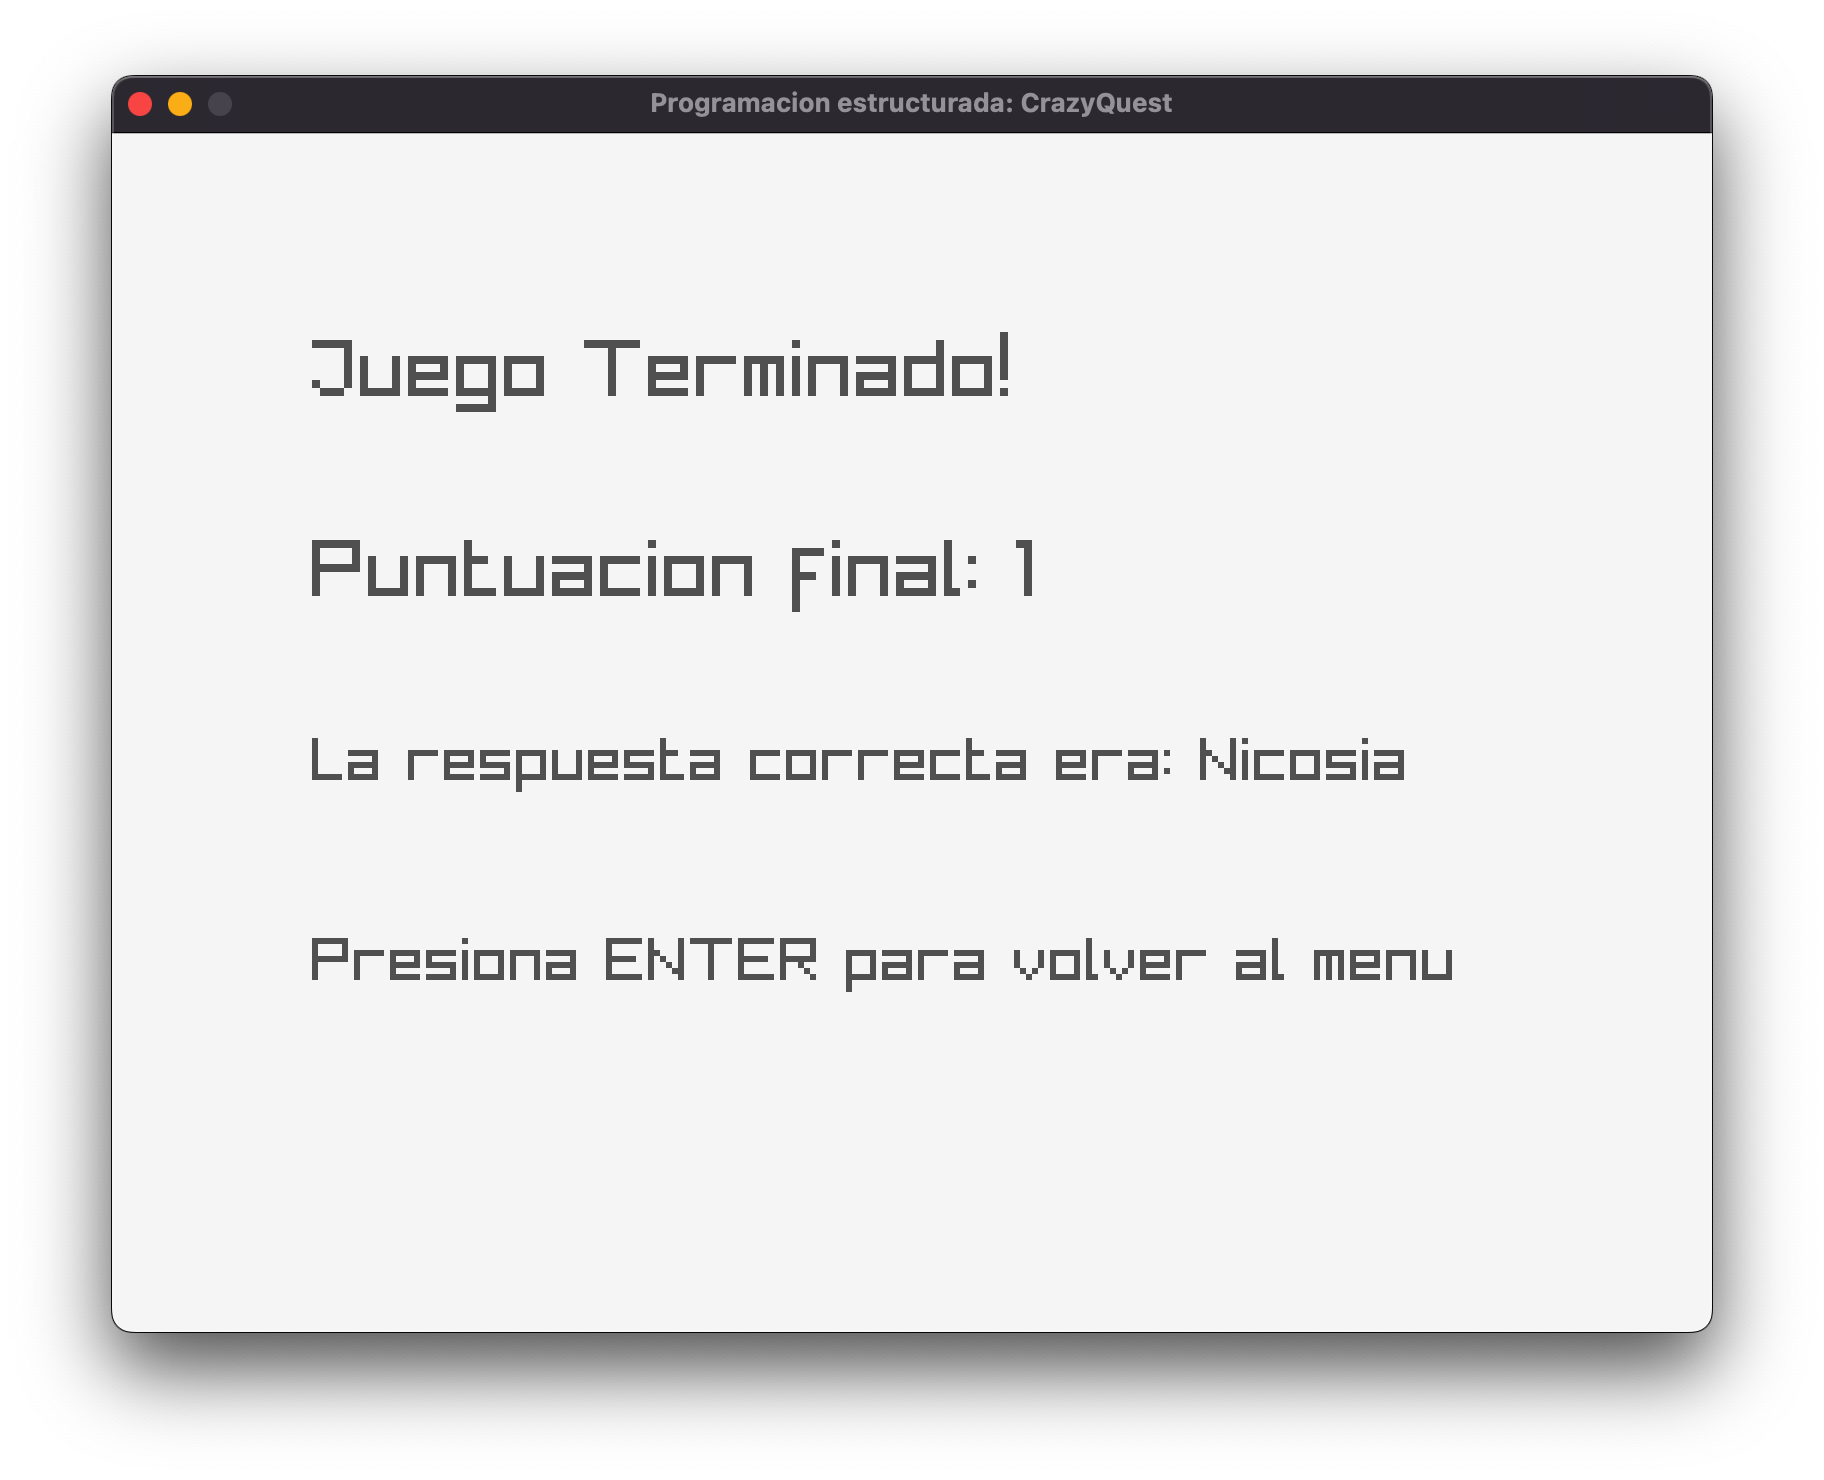 Programacion estructurada: CrazyQuest
Juego Terminado!
Puntuacion final: 1
La respuesta correcta era: Nicosia
Presiona ENTER para volver al menu